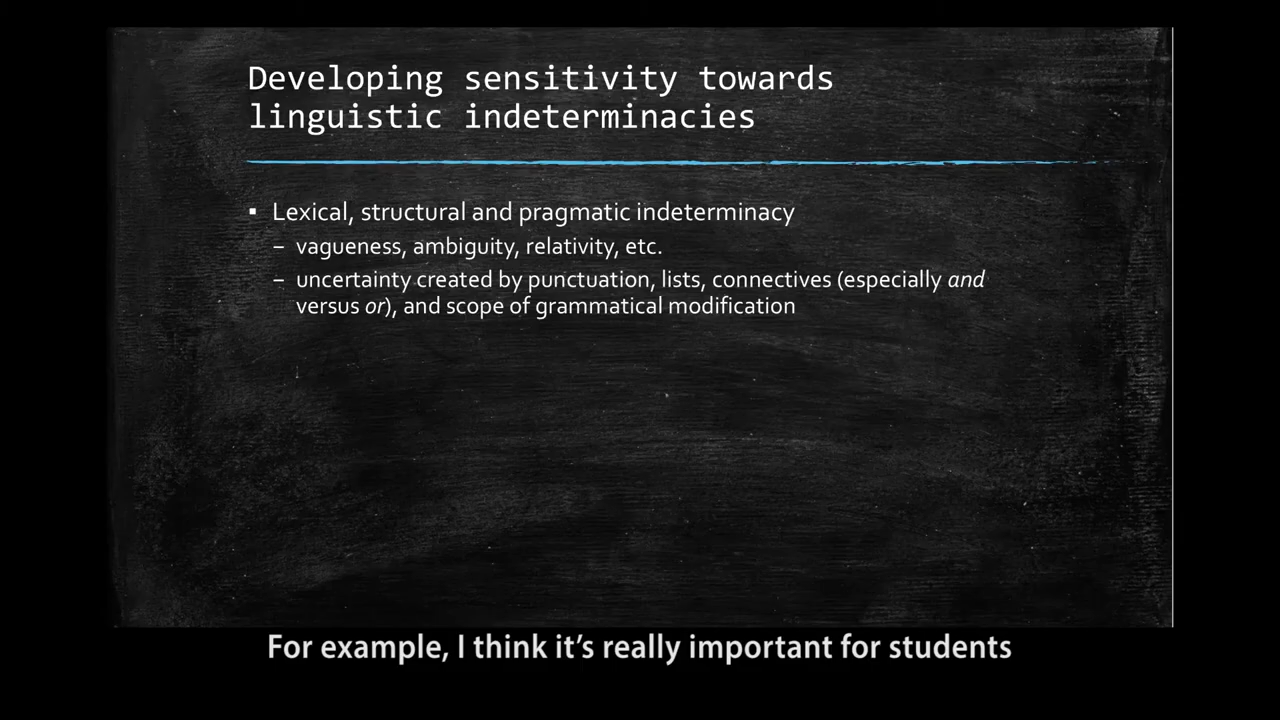 Developing sensitivity towards
linguistic indeterminacies
▪ Lexical, structural and pragmatic indeterminacy
– vagueness, ambiguity, relativity, etc.
– uncertainty created by punctuation, lists, connectives (especially and
versus or), and scope of grammatical modification
For example, I think it’s really important for students